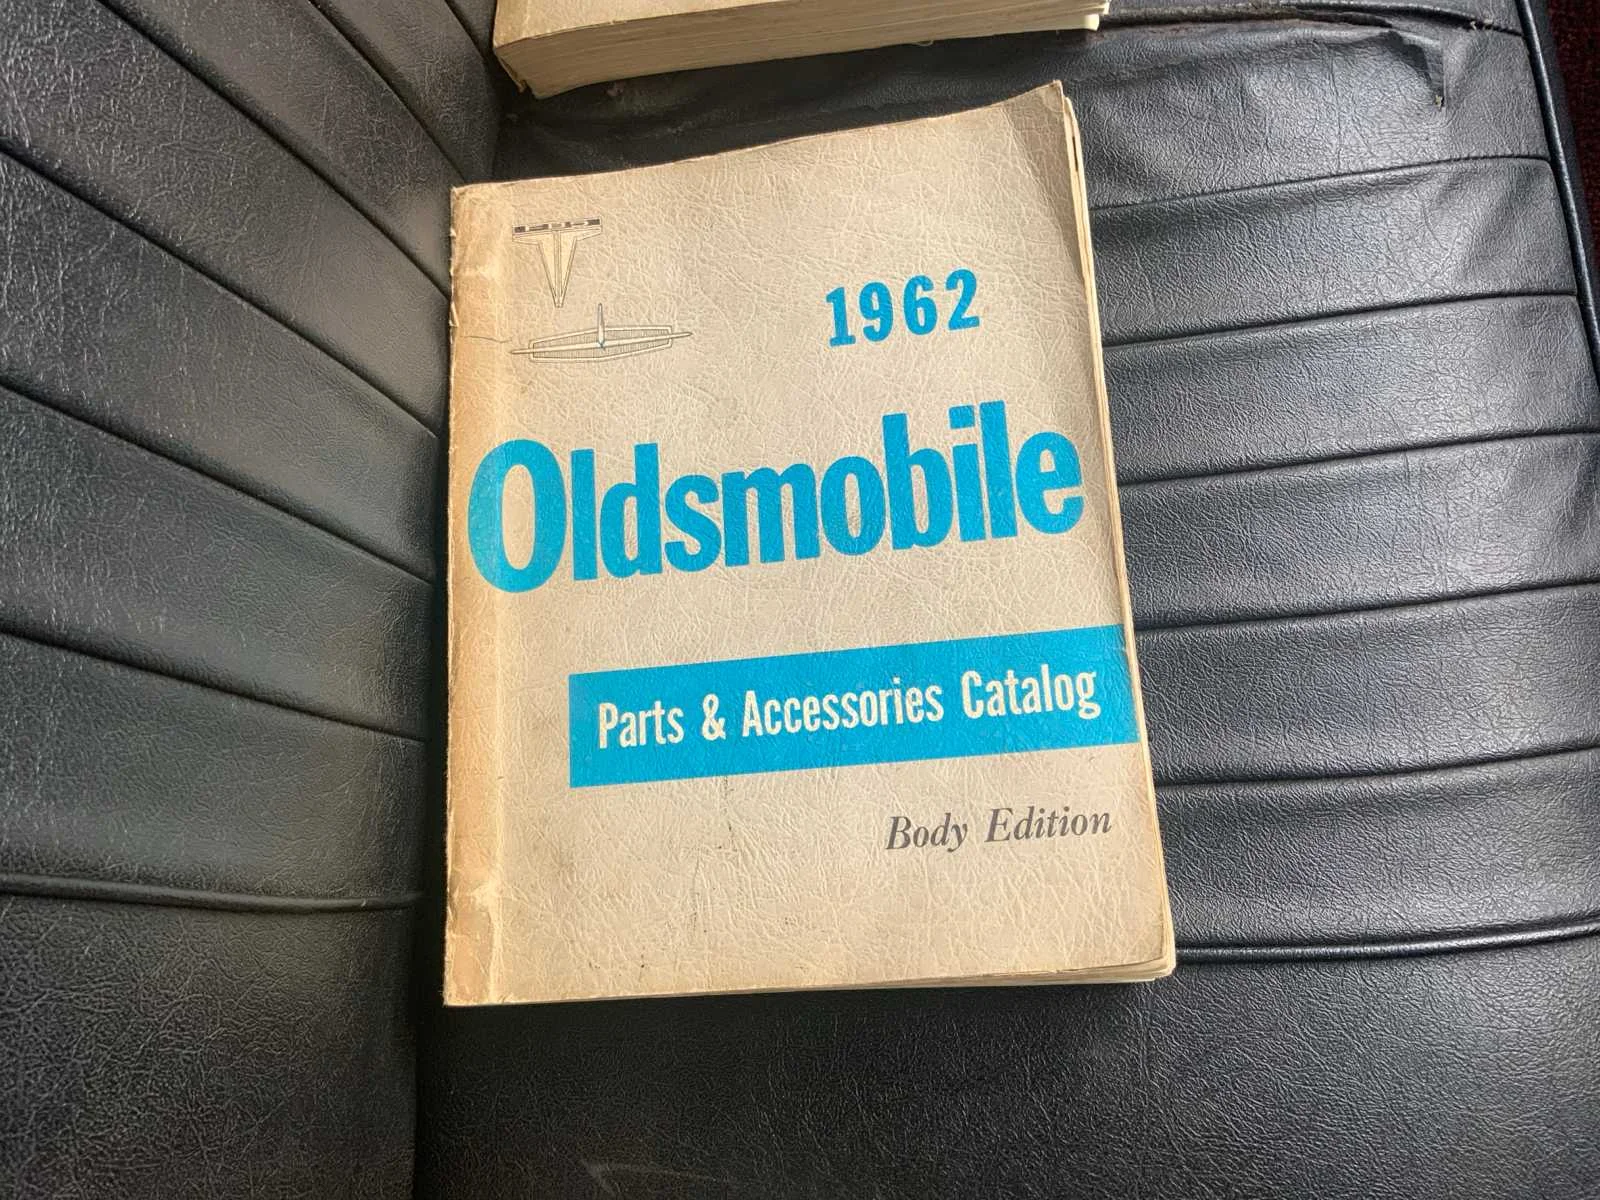 1962
Oldsmobile
Parts & Accessories Catalog
Body Edition